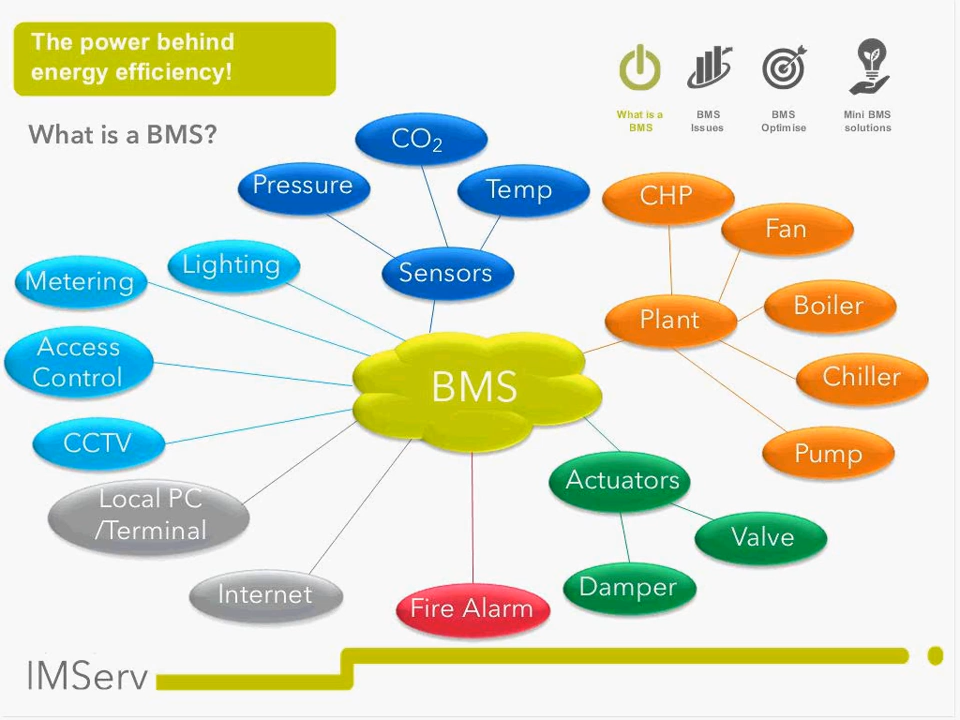 The power behind
energy efficiency!
What is a
BMS
BMS
Issues
BMS
Optimise
Mini BMS
solutions
What is a BMS?
CO₂
Pressure
Temp
Sensors
CHP
Fan
Plant
Boiler
Chiller
Pump
Lighting
Metering
Access
Control
CCTV
BMS
Local PC
/Terminal
Internet
Fire Alarm
Actuators
Valve
Damper
IMServ